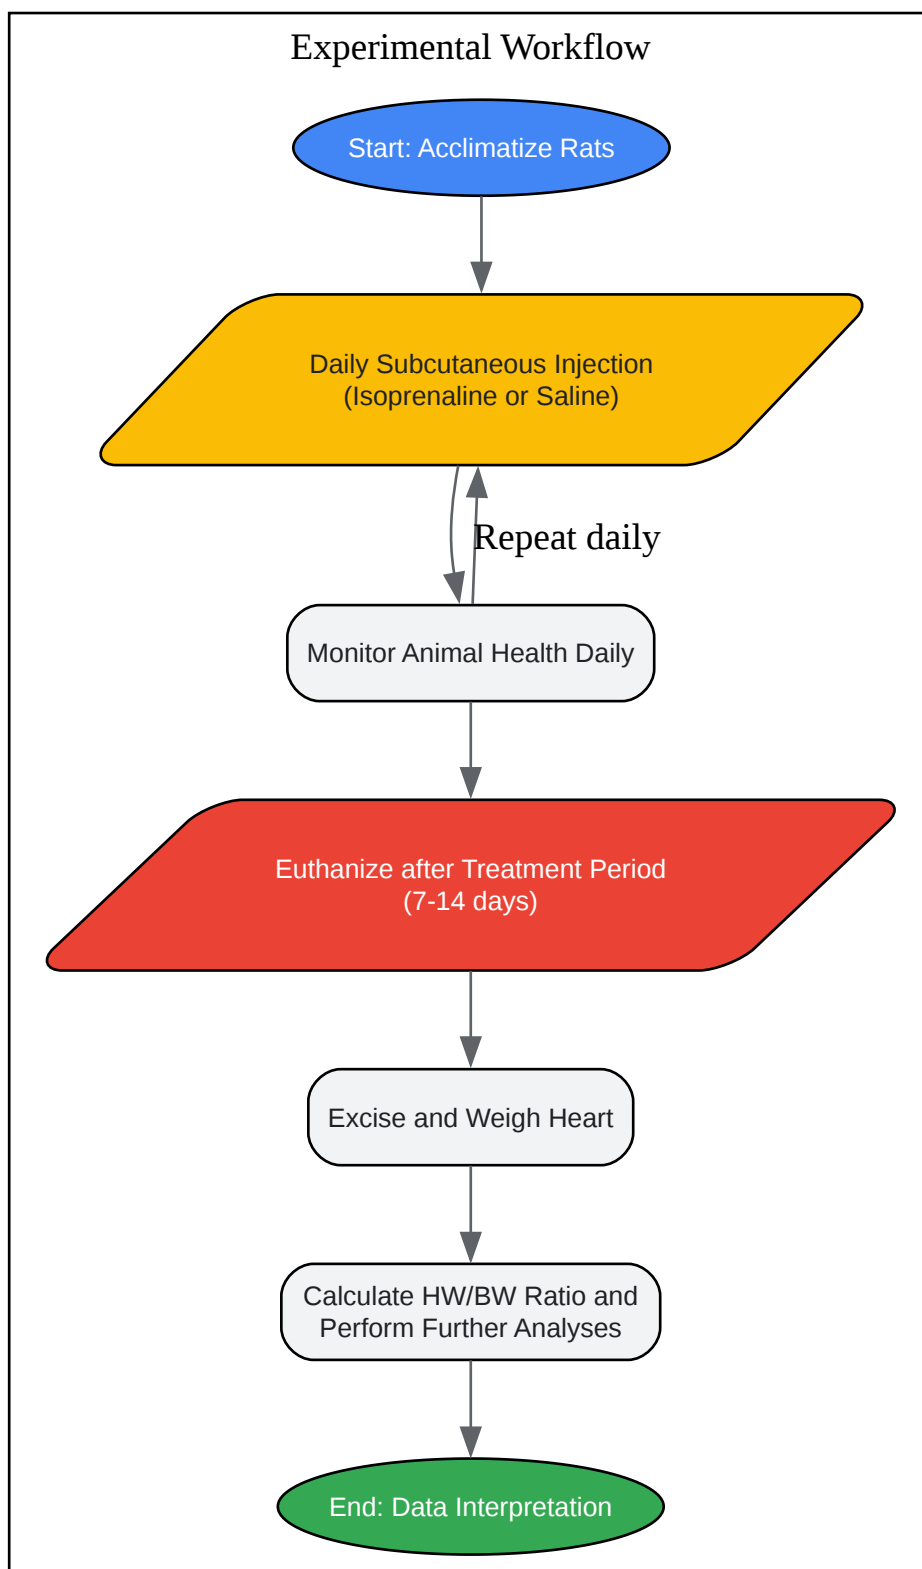 Experimental Workflow
Start: Acclimatize Rats
Daily Subcutaneous Injection
(Isoprenaline or Saline)
Repeat daily
Monitor Animal Health Daily
Euthanize after Treatment Period
(7-14 days)
Excise and Weigh Heart
Calculate HW/BW Ratio and
Perform Further Analyses
End: Data Interpretation